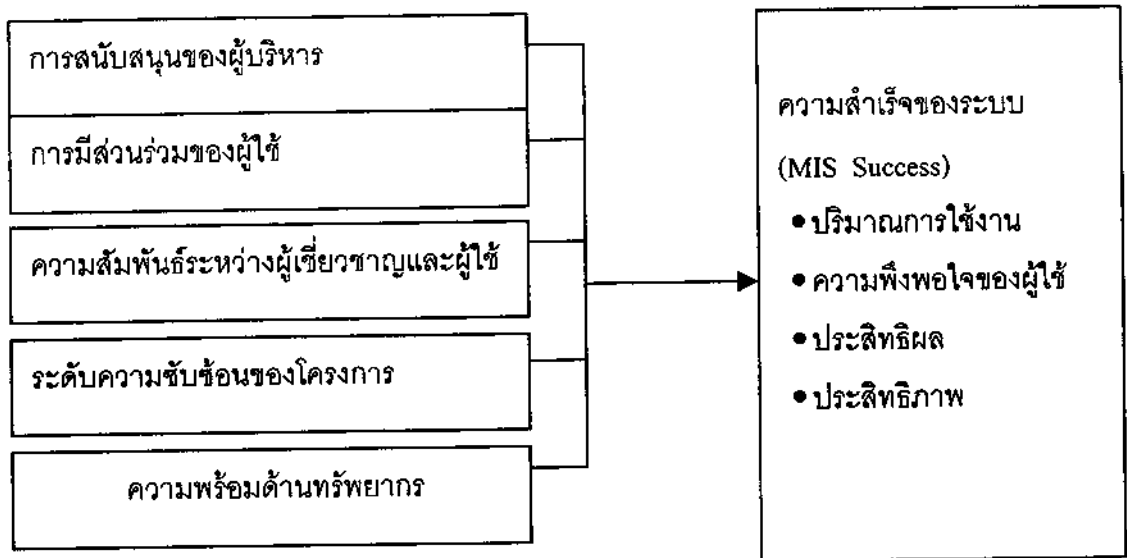 การสนับสนุนของผู้บริหาร
การมีส่วนร่วมของผู้ใช้
ความสัมพันธ์ระหว่างผู้เชี่ยวชาญและผู้ใช้
ระดับความซับซ้อนของโครงการ
ความพร้อมด้านทรัพยากร
ความสำเร็จของระบบ
(MIS Success)
•ปริมาณการใช้งาน
•ความพึงพอใจของผู้ใช้
•ประสิทธิผล
•ประสิทธิภาพ